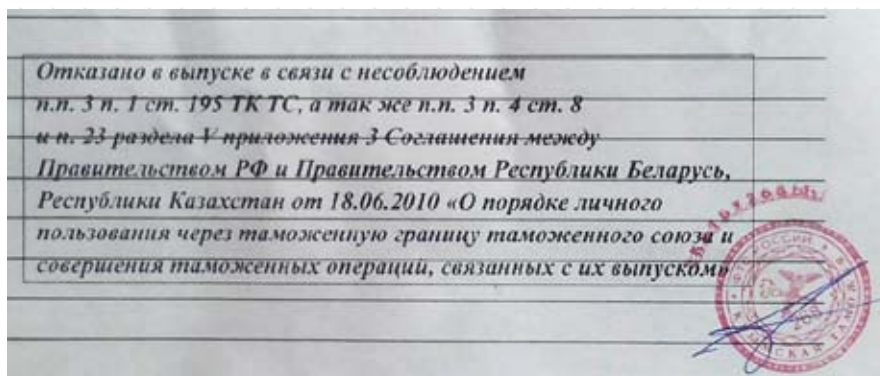 Отказано в выпуске в связи с несоблюдением
п.п. 3 п. 1 ст. 195 ТК ТС, а так же п.п. 3 п. 4 ст. 8
и п. 23 раздела V приложения 3 Соглашения между
Правительством РФ и Правительством Республики Беларусь,
Республики Казахстан от 18.06.2010 «О порядке личного
пользования через таможенную границу таможенного союза и
совершения таможенных операций, связанных с их выпуском»
РОССИИ
268